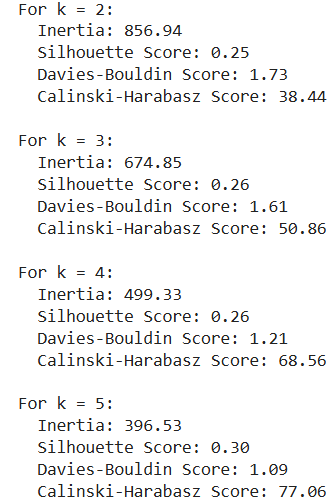 For k = 2:
Inertia: 856.94
Silhouette Score: 0.25
Davies-Bouldin Score: 1.73
Calinski-Harabasz Score: 38.44
For k = 3:
Inertia: 674.85
Silhouette Score: 0.26
Davies-Bouldin Score: 1.61
Calinski-Harabasz Score: 50.86
For k = 4:
Inertia: 499.33
Silhouette Score: 0.26
Davies-Bouldin Score: 1.21
Calinski-Harabasz Score: 68.56
For k = 5:
Inertia: 396.53
Silhouette Score: 0.30
Davies-Bouldin Score: 1.09
Calinski-Harabasz Score: 77.06